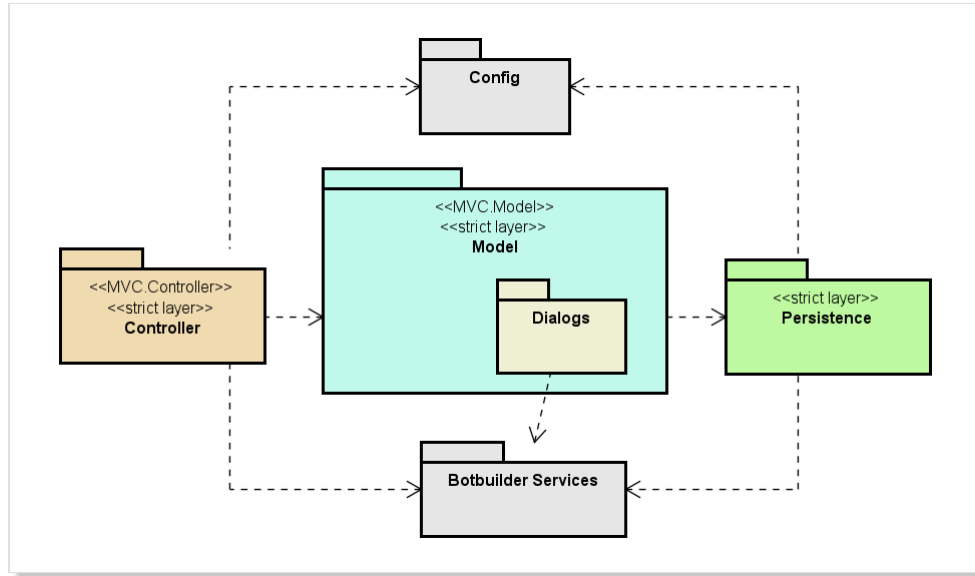 Config
<<MVC.Model>>
<<strict layer>>
Model
<<MVC.Controller>>
<<strict layer>>
Controller
Dialogs
<<strict layer>>
Persistence
Botbuilder Services